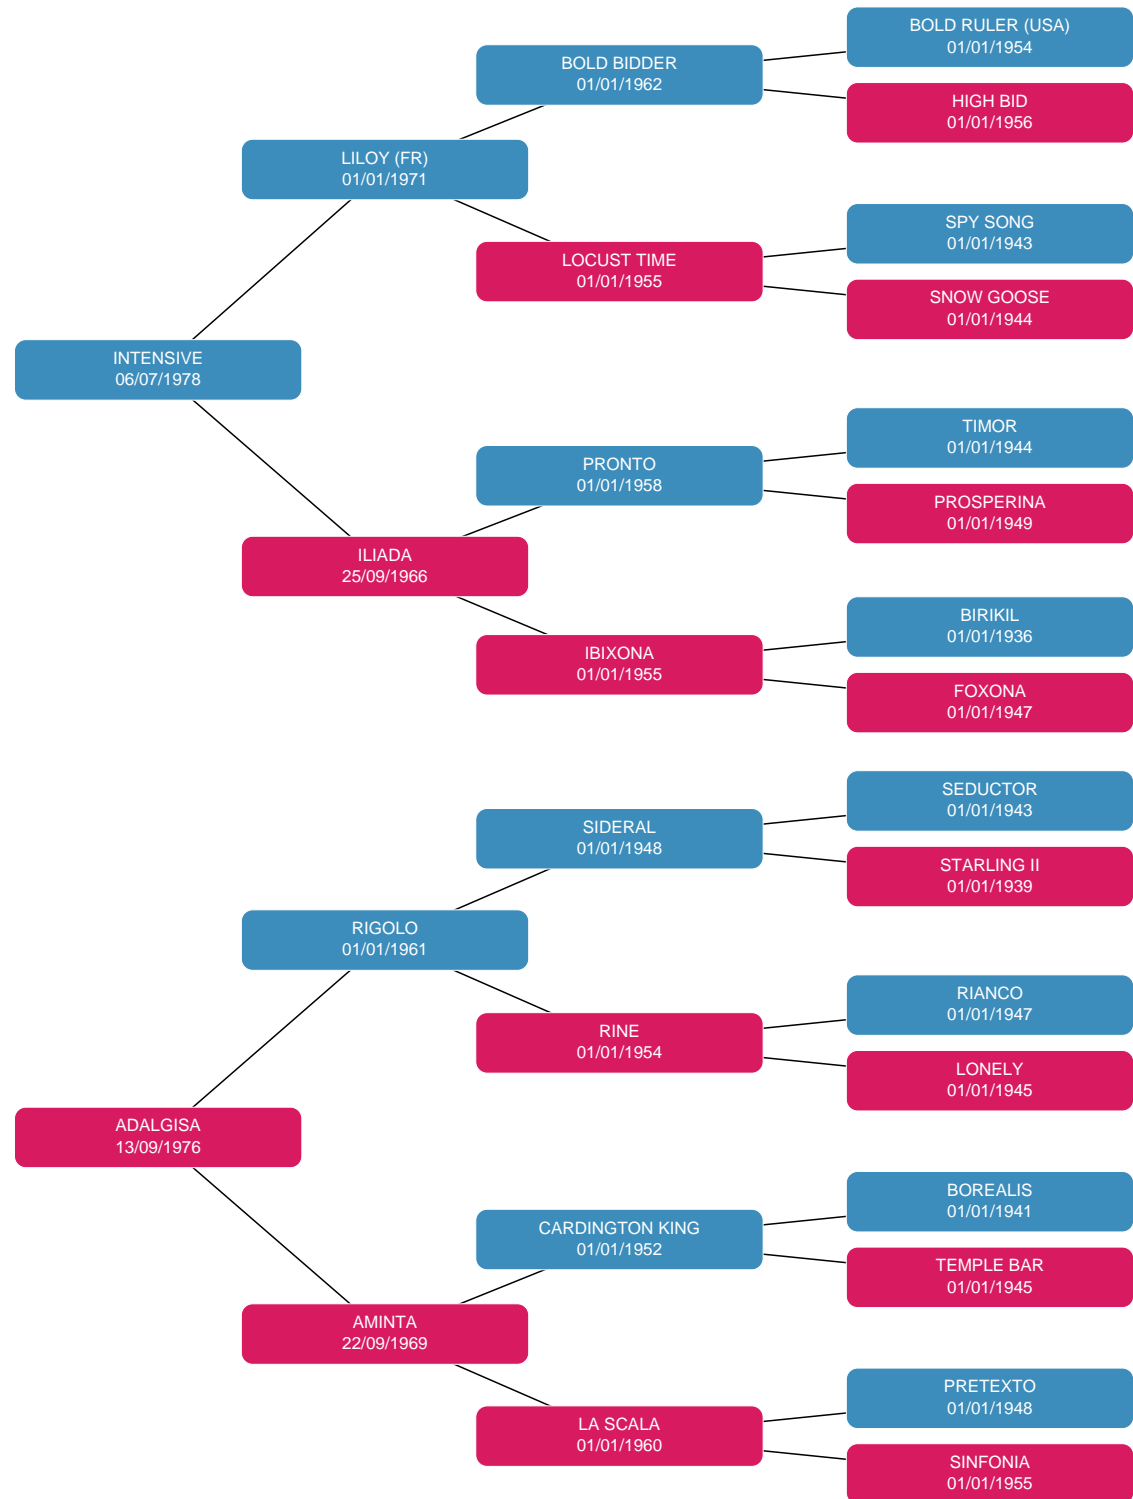 BOLD RULER (USA)
01/01/1954
BOLD BIDDER
01/01/1962
HIGH BID
01/01/1956
LILOY (FR)
01/01/1971
SPY SONG
01/01/1943
LOCUST TIME
01/01/1955
SNOW GOOSE
01/01/1944
INTENSIVE
06/07/1978
TIMOR
01/01/1944
PRONTO
01/01/1958
PROSPERINA
01/01/1949
ILIADA
25/09/1966
BIRIKIL
01/01/1936
IBIXONA
01/01/1955
FOXONA
01/01/1947
SEDUCTOR
01/01/1943
SIDERAL
01/01/1948
STARLING II
01/01/1939
RIGOLO
01/01/1961
RIANCO
01/01/1947
RINE
01/01/1954
LONELY
01/01/1945
ADALGISA
13/09/1976
BOREALIS
01/01/1941
CARDINGTON KING
01/01/1952
TEMPLE BAR
01/01/1945
AMINTA
22/09/1969
PRETEXTO
01/01/1948
LA SCALA
01/01/1960
SINFONIA
01/01/1955